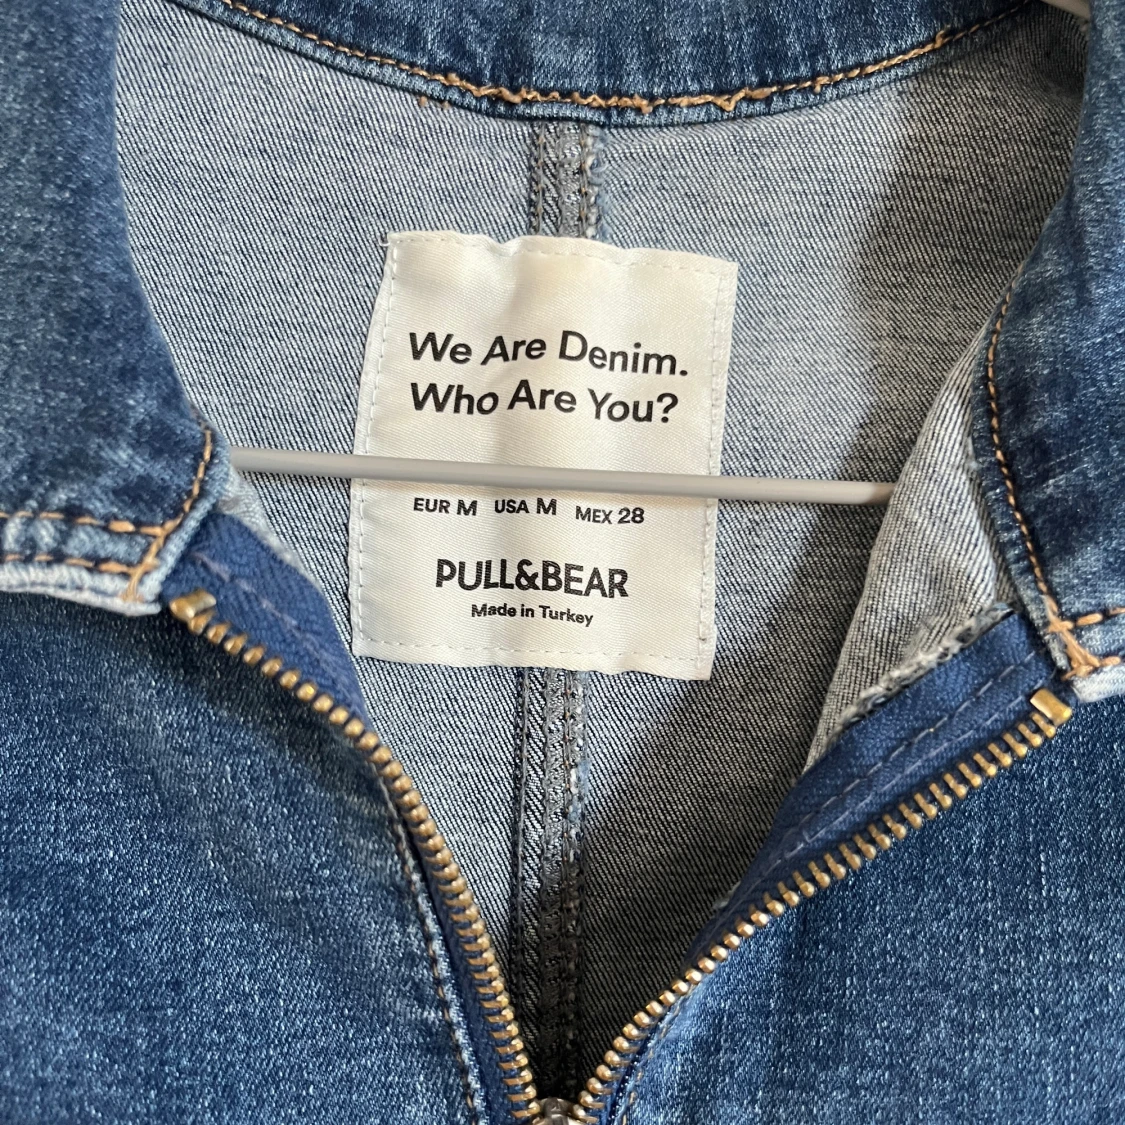 We Are Denim.
Who Are You?
EUR M USA M MEX 28
PULL&BEAR
Made in Turkey